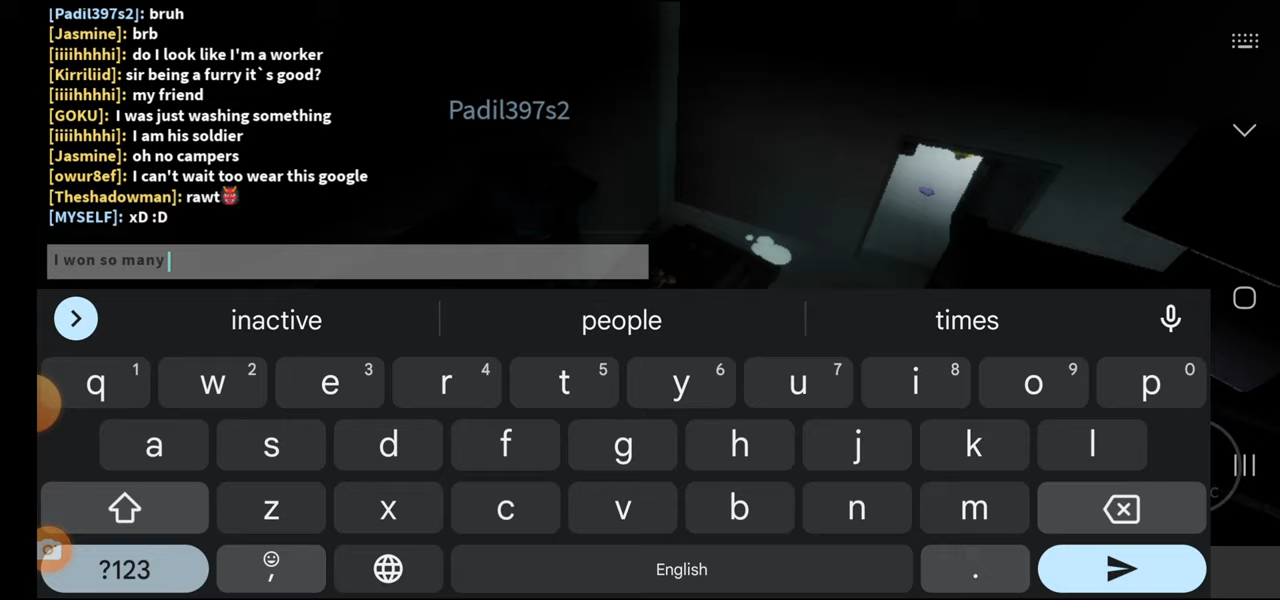 [Padil397s2]: bruh
[Jasmine]: brb
[iiiihhhhi]: do I look like I'm a worker
[Kirriliid]: sir being a furry it`s good?
[iiiihhhhi]: my friend
[GOKU]: I was just washing something
[iiiihhhhi]: I am his soldier
[Jasmine]: oh no campers
[owur8ef]: I can't wait too wear this google
[Theshadowman]: rawt👹
[MYSELF]: xD :D
Padil397s2
I won so many
inactive people times
q 1 w 2 e 3 r 4 t 5 y 6 u 7 i 8 o 9 p 0
a s d f g h j k l
z x c v b n m
?123 , English .
C